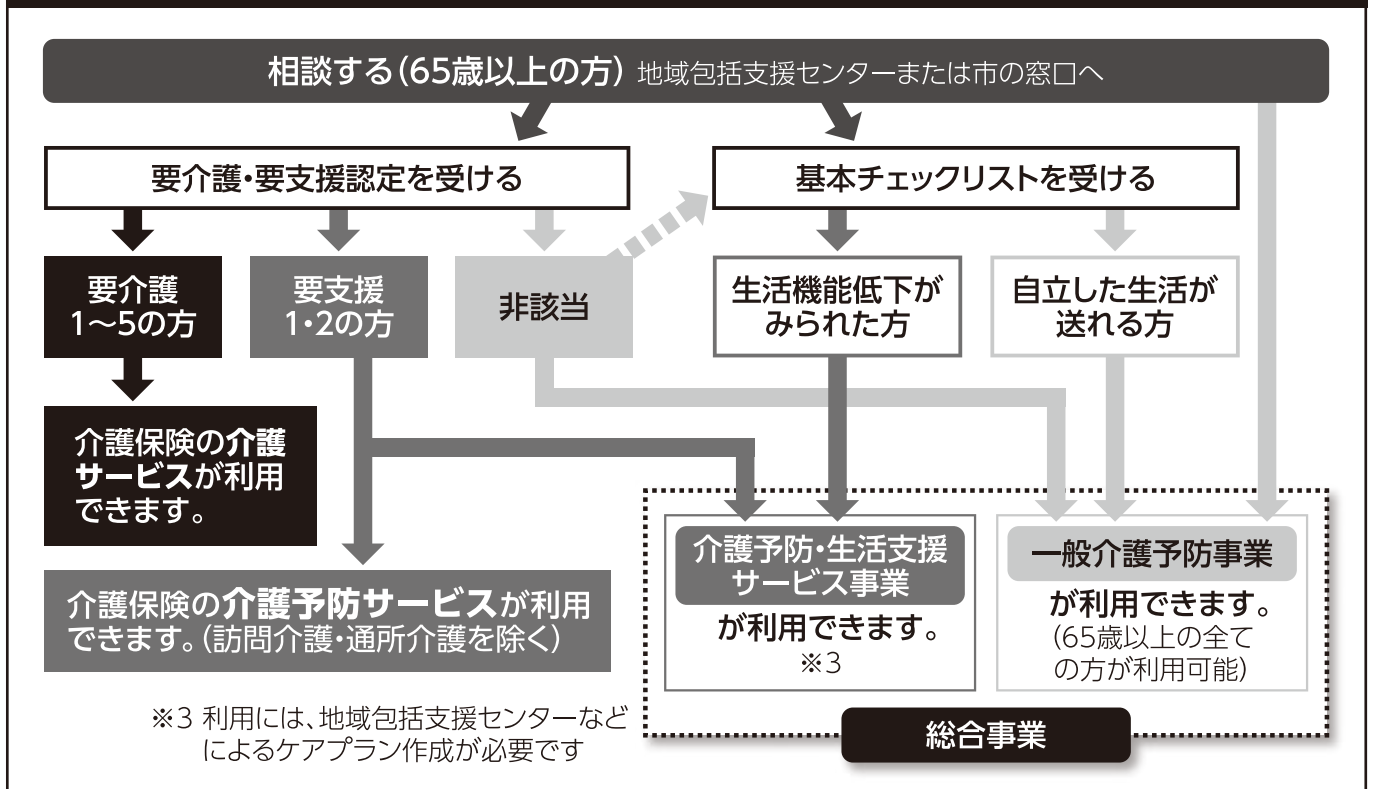 相談する（65歳以上の方） 地域包括支援センターまたは市の窓口へ
要介護・要支援認定を受ける
基本チェックリストを受ける
要介護
1〜5の方
要支援
1・2の方
非該当
生活機能低下が
みられた方
自立した生活が
送れる方
介護保険の介護
サービスが利用
できます。
介護保険の介護予防サービスが利用
できます。（訪問介護・通所介護を除く）
介護予防・生活支援
サービス事業
が利用できます。
※3
一般介護予防事業
が利用できます。
（65歳以上の全て
の方が利用可能）
総合事業
※3 利用には、地域包括支援センターなど
によるケアプラン作成が必要です